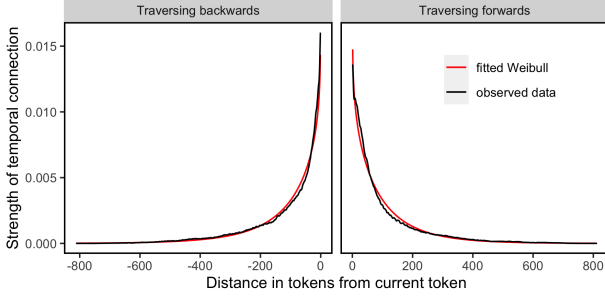 Traversing backwards
Traversing forwards
Strength of temporal connection
0.015
0.010
0.005
0.000
fitted Weibull
observed data
-800
-600
-400
-200
0
0
200
400
600
800
Distance in tokens from current token